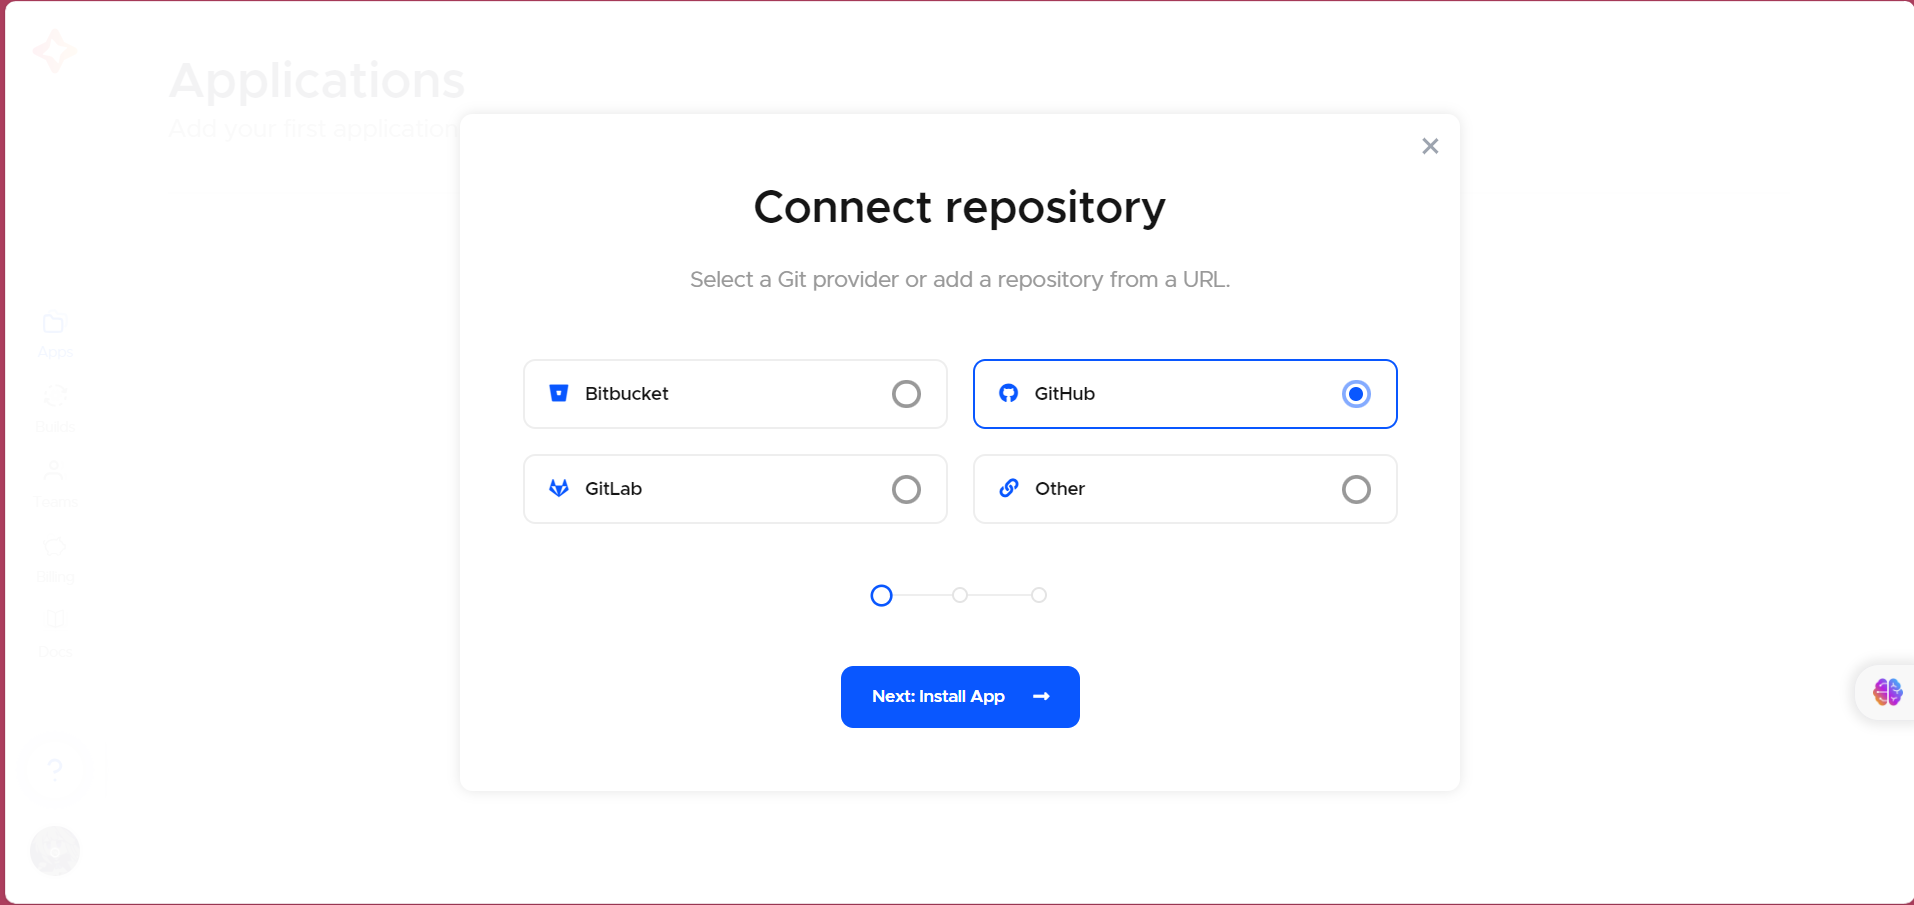 Applications
Add your first application
Connect repository
Select a Git provider or add a repository from a URL.
Bitbucket
GitHub
GitLab
Other
Next: Install App
Apps
Builds
Teams
Billing
Docs
?